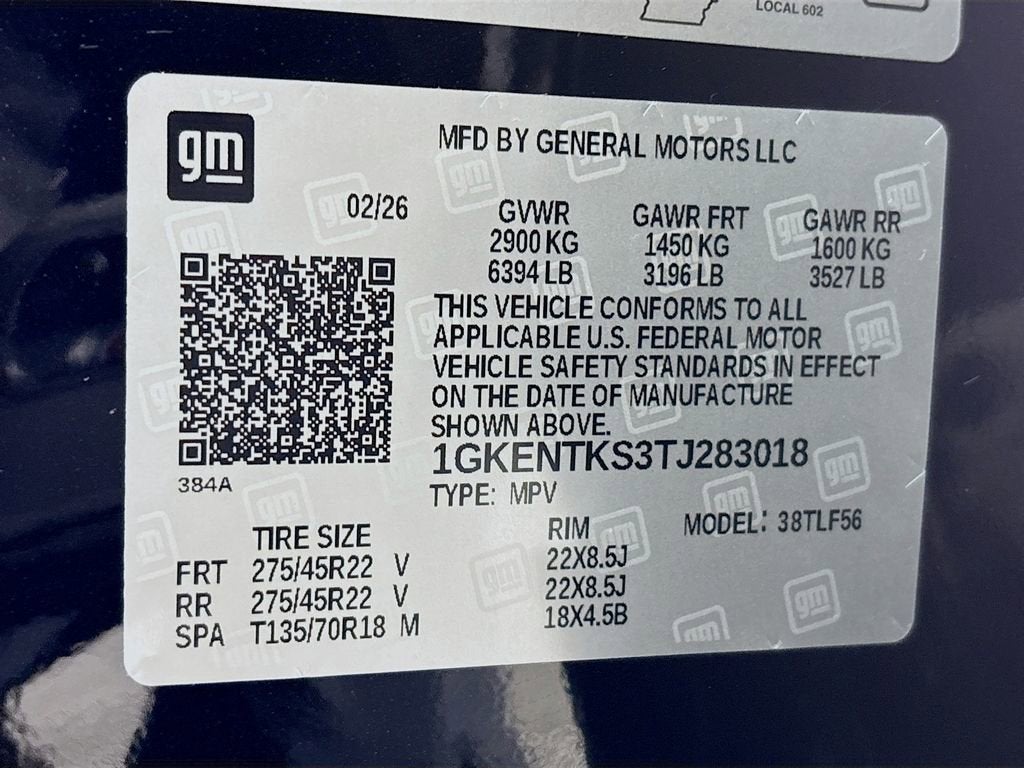 LOCAL 602
gm
MFD BY GENERAL MOTORS LLC
02/26
GVWR GAWR FRT GAWR RR
2900 KG 1450 KG 1600 KG
6394 LB 3196 LB 3527 LB
THIS VEHICLE CONFORMS TO ALL
APPLICABLE U.S. FEDERAL MOTOR
VEHICLE SAFETY STANDARDS IN EFFECT
ON THE DATE OF MANUFACTURE
SHOWN ABOVE.
1GKENTKS3TJ283018
384A
TYPE: MPV
MODEL: 38TLF56
TIRE SIZE RIM
FRT 275/45R22 V 22X8.5J
RR 275/45R22 V 22X8.5J
SPA T135/70R18 M 18X4.5B